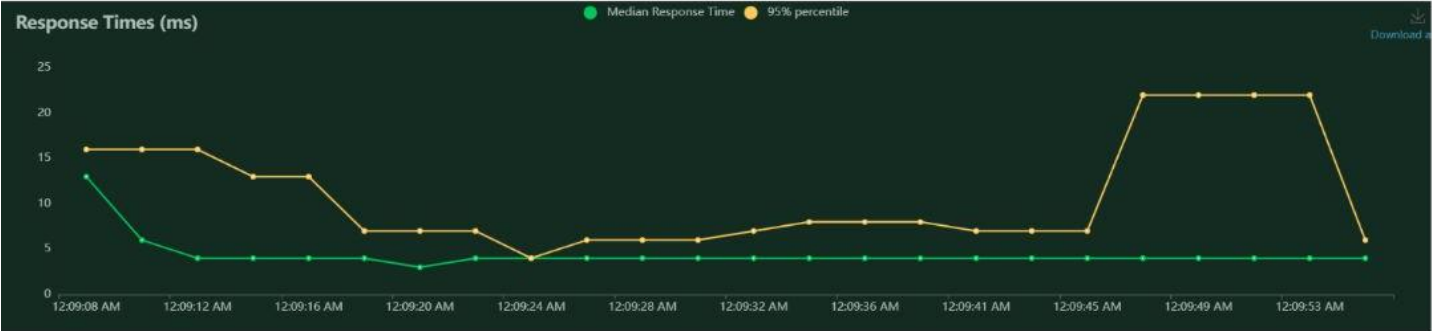 Response Times (ms)
Median Response Time 95% percentile
Download a
25
20
15
10
5
0
12:09:08 AM 12:09:12 AM 12:09:16 AM 12:09:20 AM 12:09:24 AM 12:09:28 AM 12:09:32 AM 12:09:36 AM 12:09:41 AM 12:09:45 AM 12:09:49 AM 12:09:53 AM